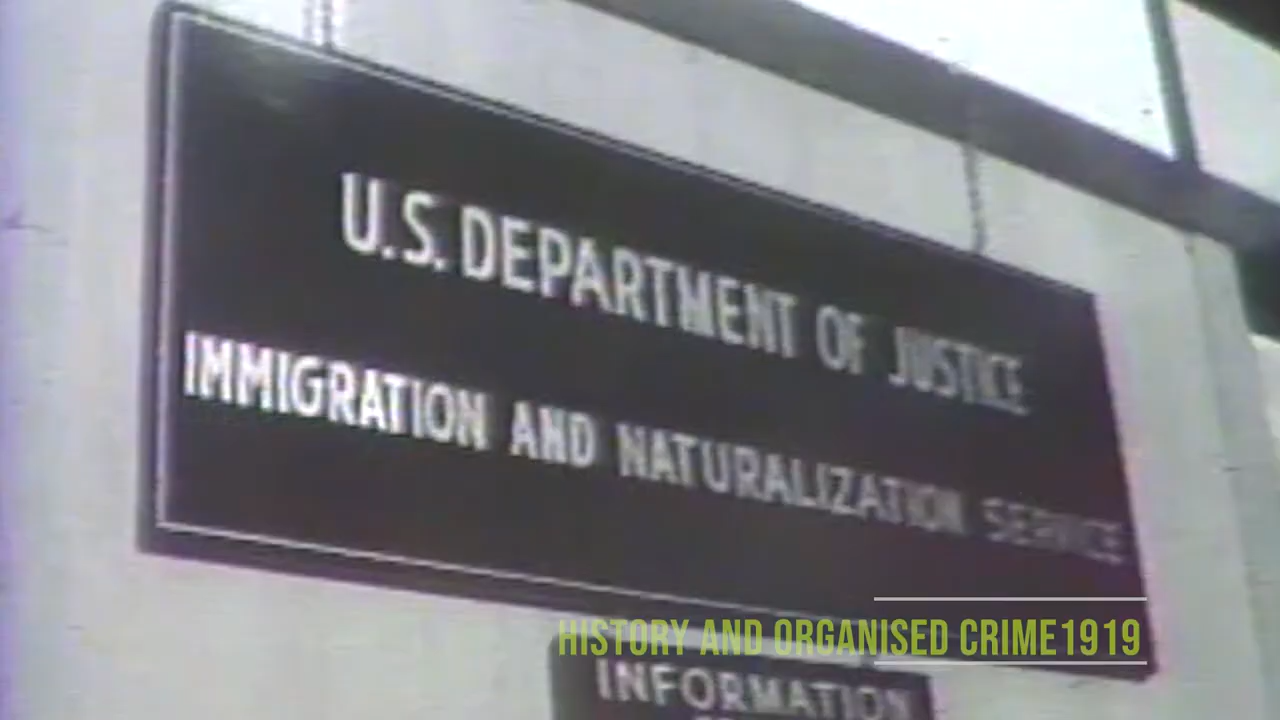 U.S. DEPARTMENT OF JUSTICE
IMMIGRATION AND NATURALIZATION SERVICE
HISTORY AND ORGANISED CRIME1919
INFORMATION